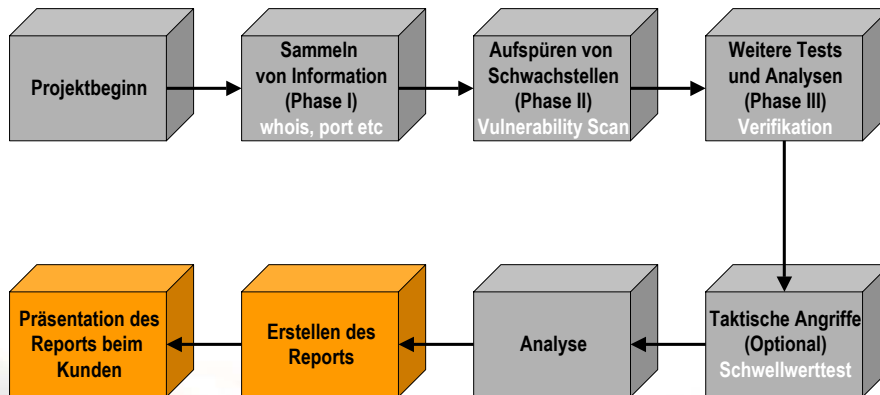 Projektbeginn
Sammeln
von Information
(Phase I)
whois, port etc
Aufspüren von
Schwachstellen
(Phase II)
Vulnerability Scan
Weitere Tests
und Analysen
(Phase III)
Verifikation
Präsentation des
Reports beim
Kunden
Erstellen des
Reports
Analyse
Taktische Angriffe
(Optional)
Schwellwerttest